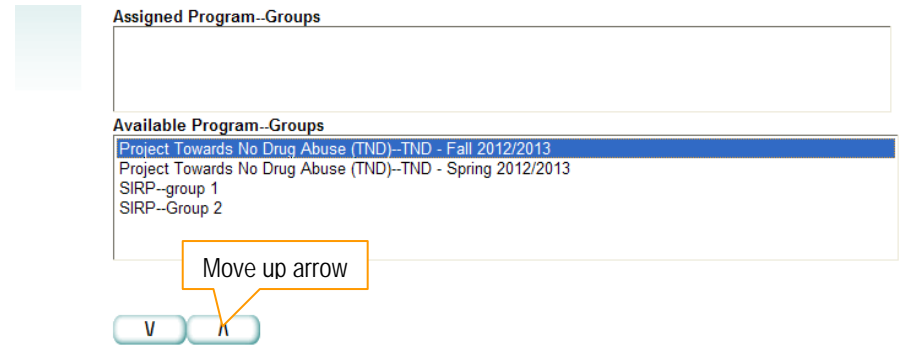 Assigned Program--Groups
Available Program--Groups
Project Towards No Drug Abuse (TND)--TND - Fall 2012/2013
Project Towards No Drug Abuse (TND)--TND - Spring 2012/2013
SIRP--group 1
SIRP--Group 2
Move up arrow
V Λ